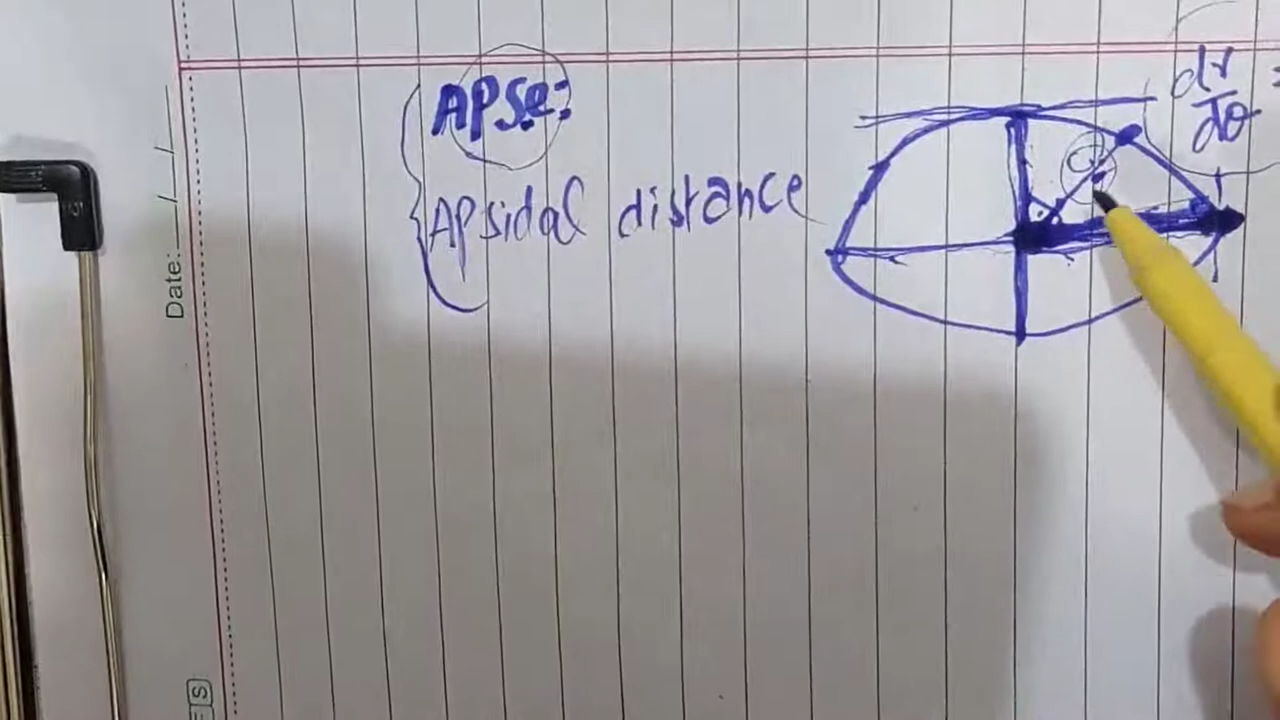 APSe:
Apsidal distance
dr
dθ =
Date: / /